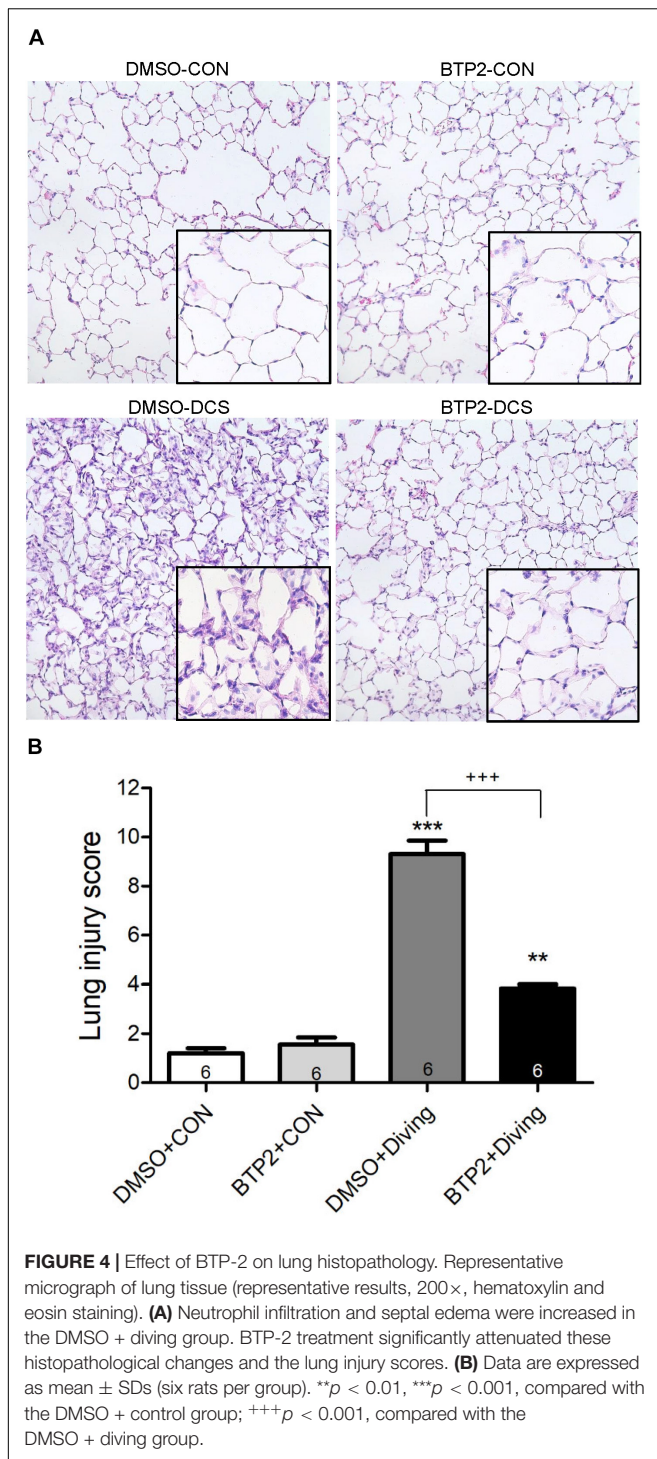 A
DMSO-CON
BTP2-CON
DMSO-DCS
BTP2-DCS
B
+++
***
**
12
10
8
6
4
2
0
Lung injury score
6
6
6
6
DMSO+CON
BTP2+CON
DMSO+Diving
BTP2+Diving
FIGURE 4 | Effect of BTP-2 on lung histopathology. Representative
micrograph of lung tissue (representative results, 200×, hematoxylin and
eosin staining). (A) Neutrophil infiltration and septal edema were increased in
the DMSO + diving group. BTP-2 treatment significantly attenuated these
histopathological changes and the lung injury scores. (B) Data are expressed
as mean ± SDs (six rats per group). **p < 0.01, ***p < 0.001, compared with
the DMSO + control group; +++p < 0.001, compared with the
DMSO + diving group.